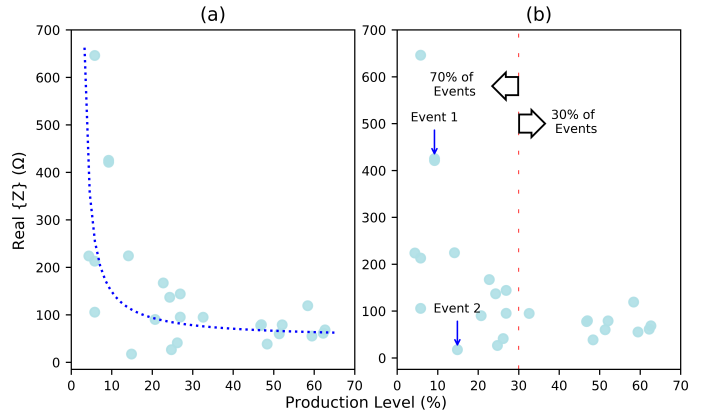 (a)
(b)
700
600
500
400
300
200
100
0
Real {Z} (Ω)
0 10 20 30 40 50 60 70
700
600
500
400
300
200
100
0
70% of
Events
30% of
Events
Event 1
Event 2
0 10 20 30 40 50 60 70
Production Level (%)